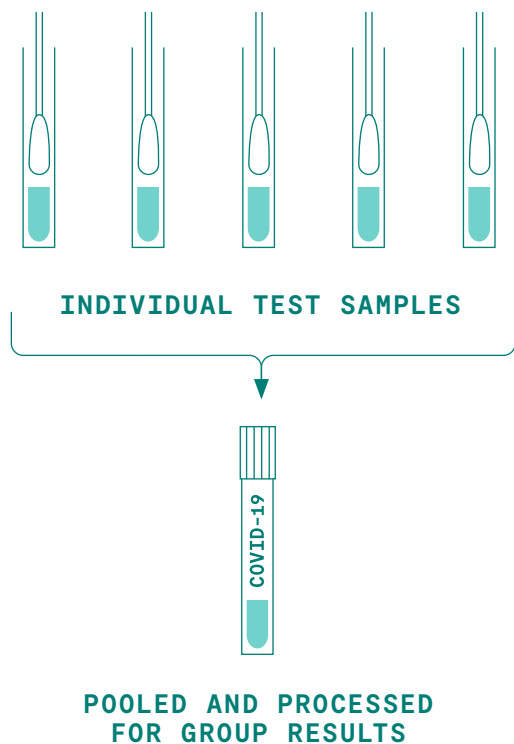 INDIVIDUAL TEST SAMPLES
COVID-19
POOLED AND PROCESSED
FOR GROUP RESULTS